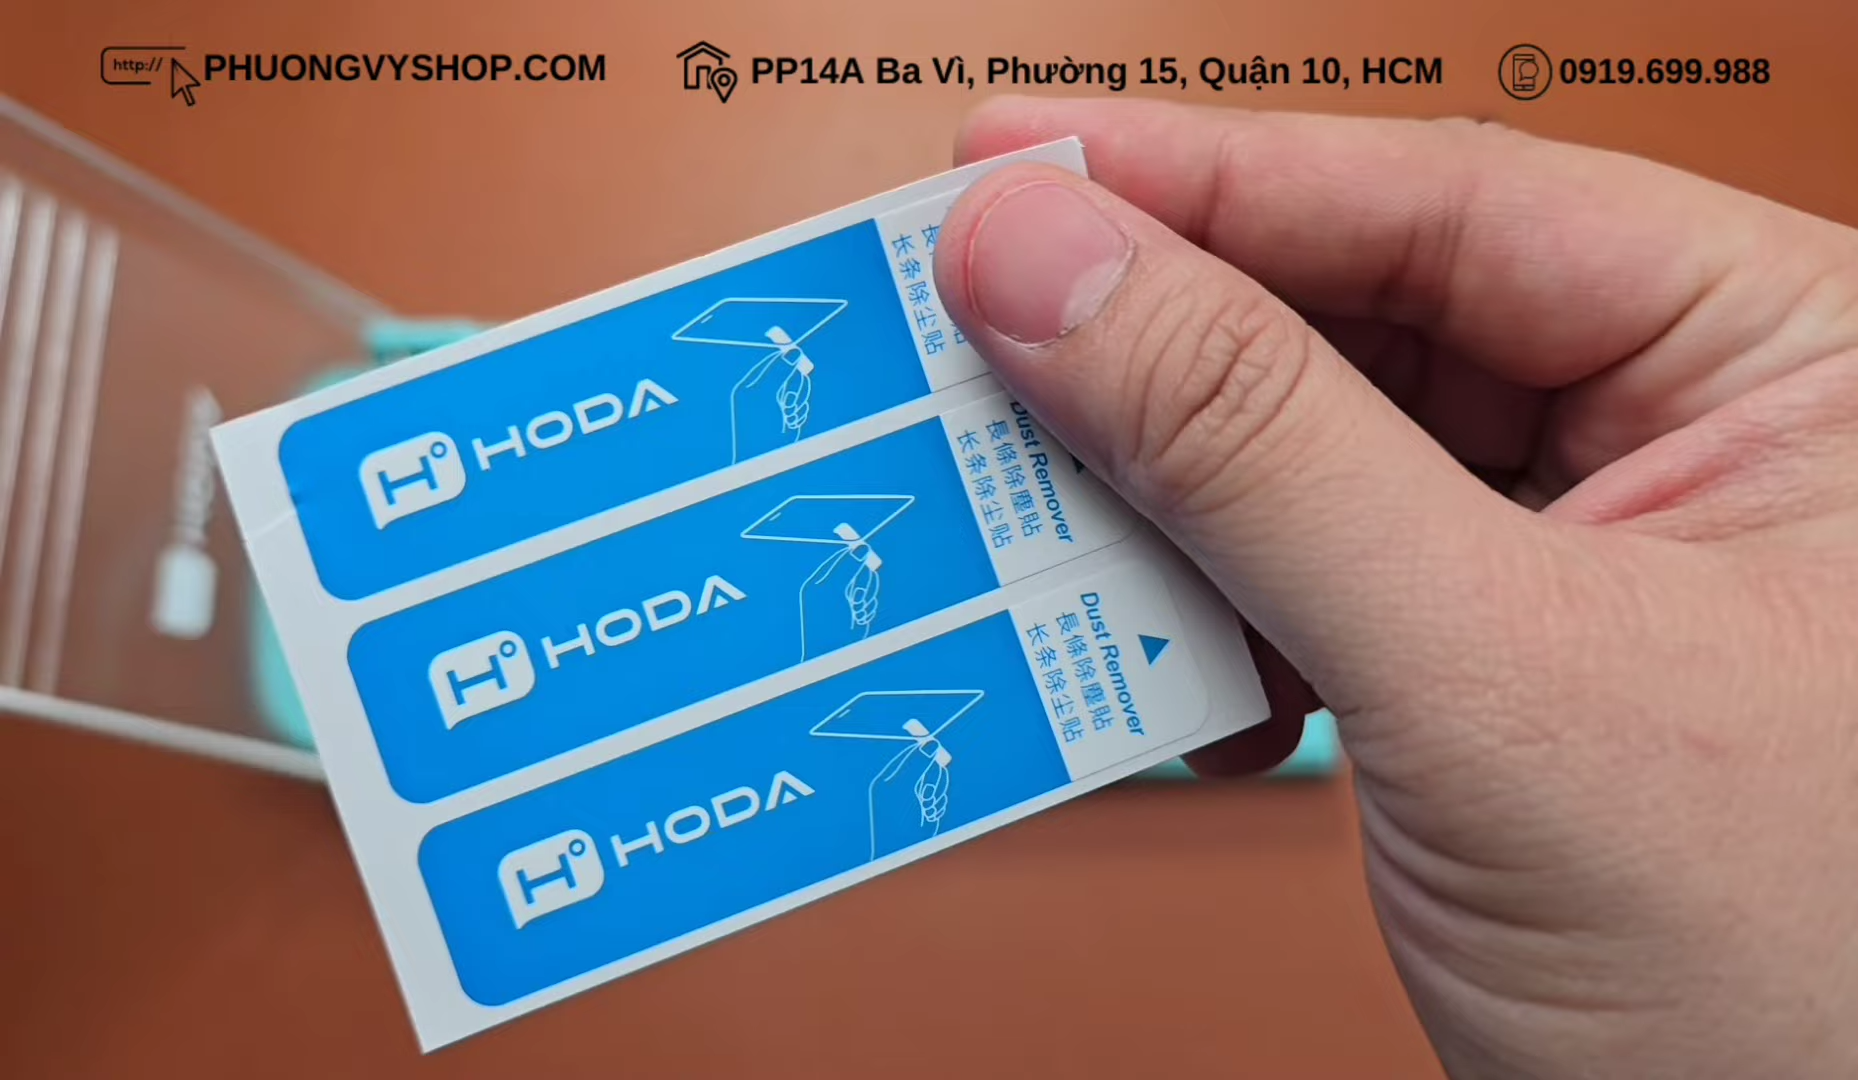 http://
PHUONGVYSHOP.COM
PP14A Ba Vì, Phường 15, Quận 10, HCM
0919.699.988
HODA
长条除尘贴
HODA
Dust Remover
長條除塵貼
长条除尘贴
HODA
Dust Remover
長條除塵貼
长条除尘贴